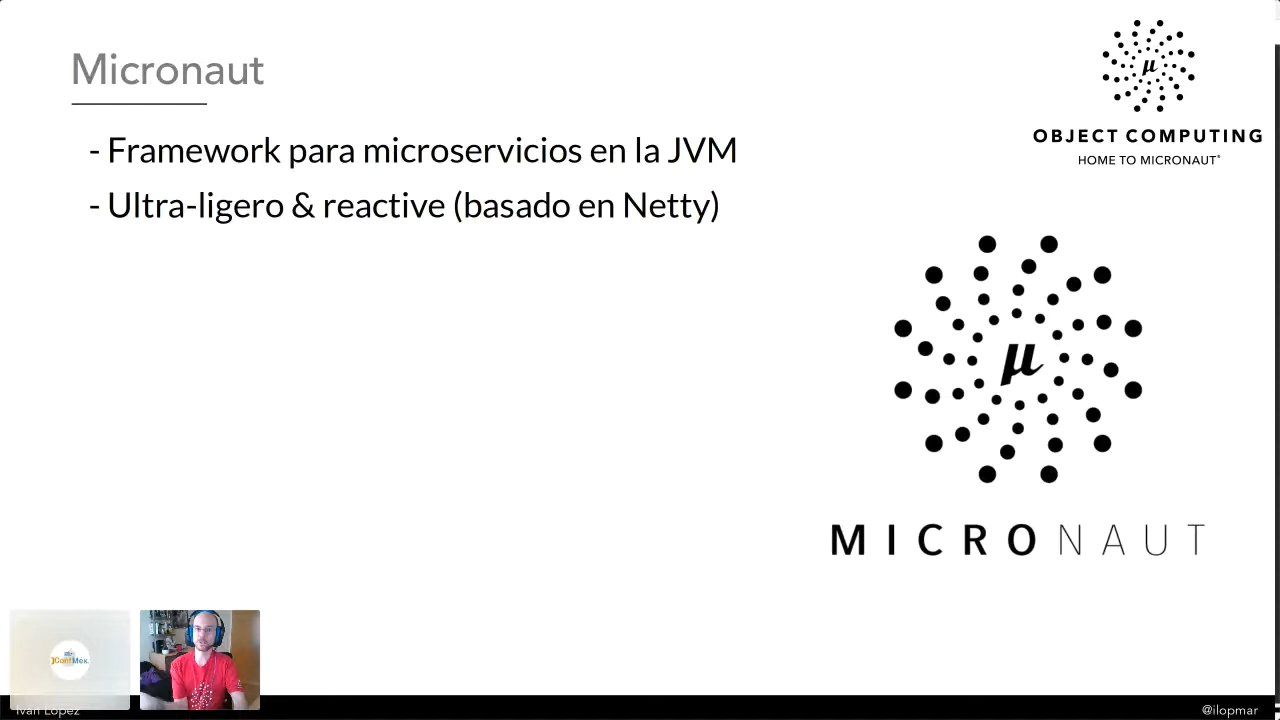 Micronaut
- Framework para microservicios en la JVM
- Ultra-ligero & reactive (basado en Netty)
µ
OBJECT COMPUTING
HOME TO MICRONAUT®
µ
MICRONAUT
JConfMéx.
Iván López
@ilopmar